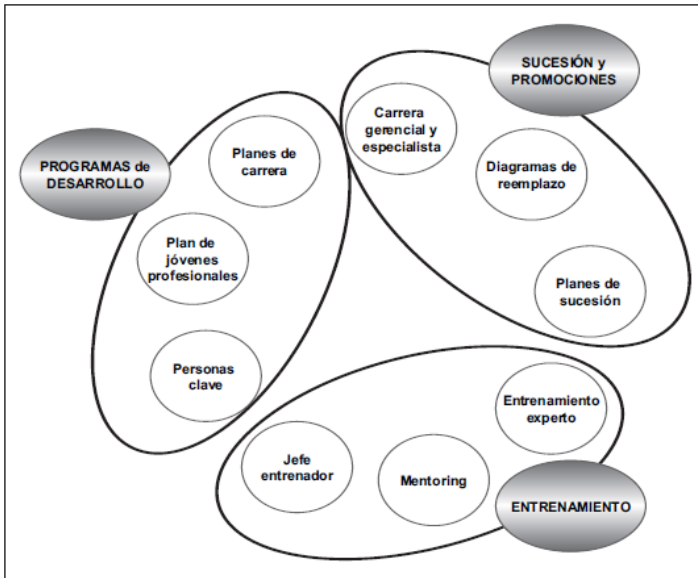 SUCESIÓN y
PROMOCIONES
Carrera
gerencial y
especialista
Diagramas de
reemplazo
Planes de
sucesión
PROGRAMAS de
DESARROLLO
Planes de
carrera
Plan de
jóvenes
profesionales
Personas
clave
Entrenamiento
experto
Jefe
entrenador
Mentoring
ENTRENAMIENTO